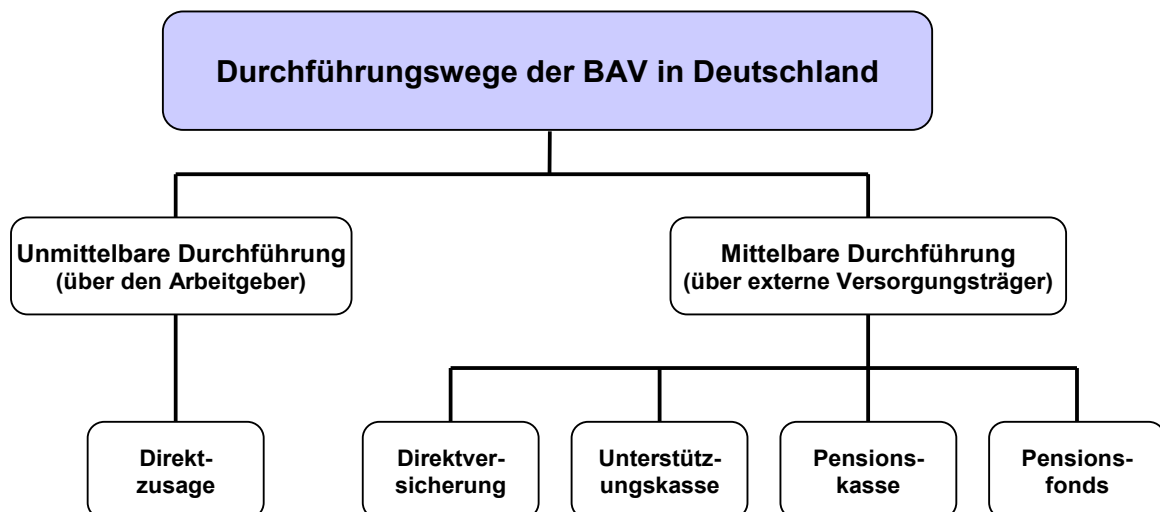 Durchführungswege der BAV in Deutschland
Unmittelbare Durchführung
(über den Arbeitgeber)
Mittelbare Durchführung
(über externe Versorgungsträger)
Direkt-
zusage
Direktver-
sicherung
Unterstütz-
ungskasse
Pensions-
kasse
Pensions-
fonds